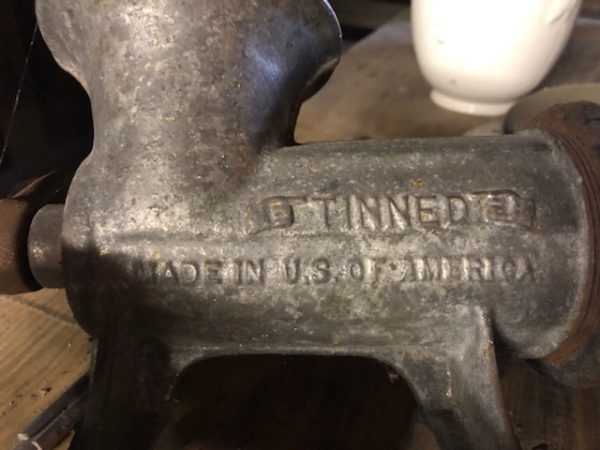 TINNED
MADE IN U.S. OF AMERICA